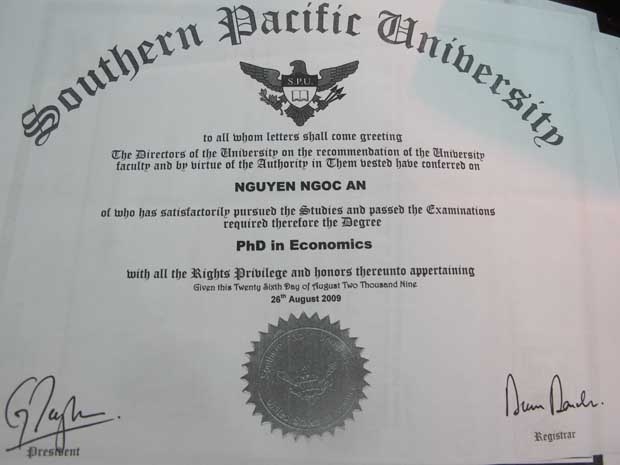 Southern Pacific University
S.P.U.
to all whom letters shall come greeting
The Directors of the University on the recommendation of the University
faculty and by virtue of the Authority in Them vested have conferred on
NGUYEN NGOC AN
of who has satisfactorily pursued the Studies and passed the Examinations
required therefore the Degree
PhD in Economics
with all the Rights Privilege and honors thereunto appertaining
Given this Twenty Sixth Day of August Two Thousand Nine
26th August 2009
President
Registrar